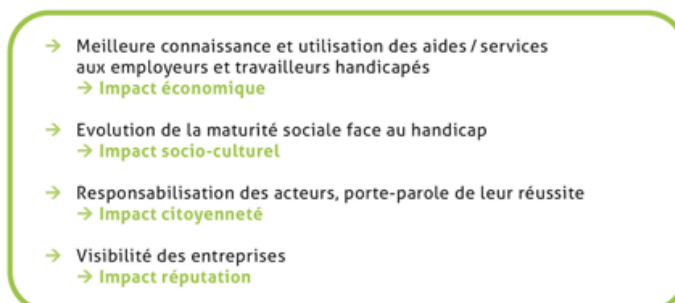 → Meilleure connaissance et utilisation des aides / services
aux employeurs et travailleurs handicapés
→ Impact économique
→ Evolution de la maturité sociale face au handicap
→ Impact socio-culturel
→ Responsabilisation des acteurs, porte-parole de leur réussite
→ Impact citoyenneté
→ Visibilité des entreprises
→ Impact réputation